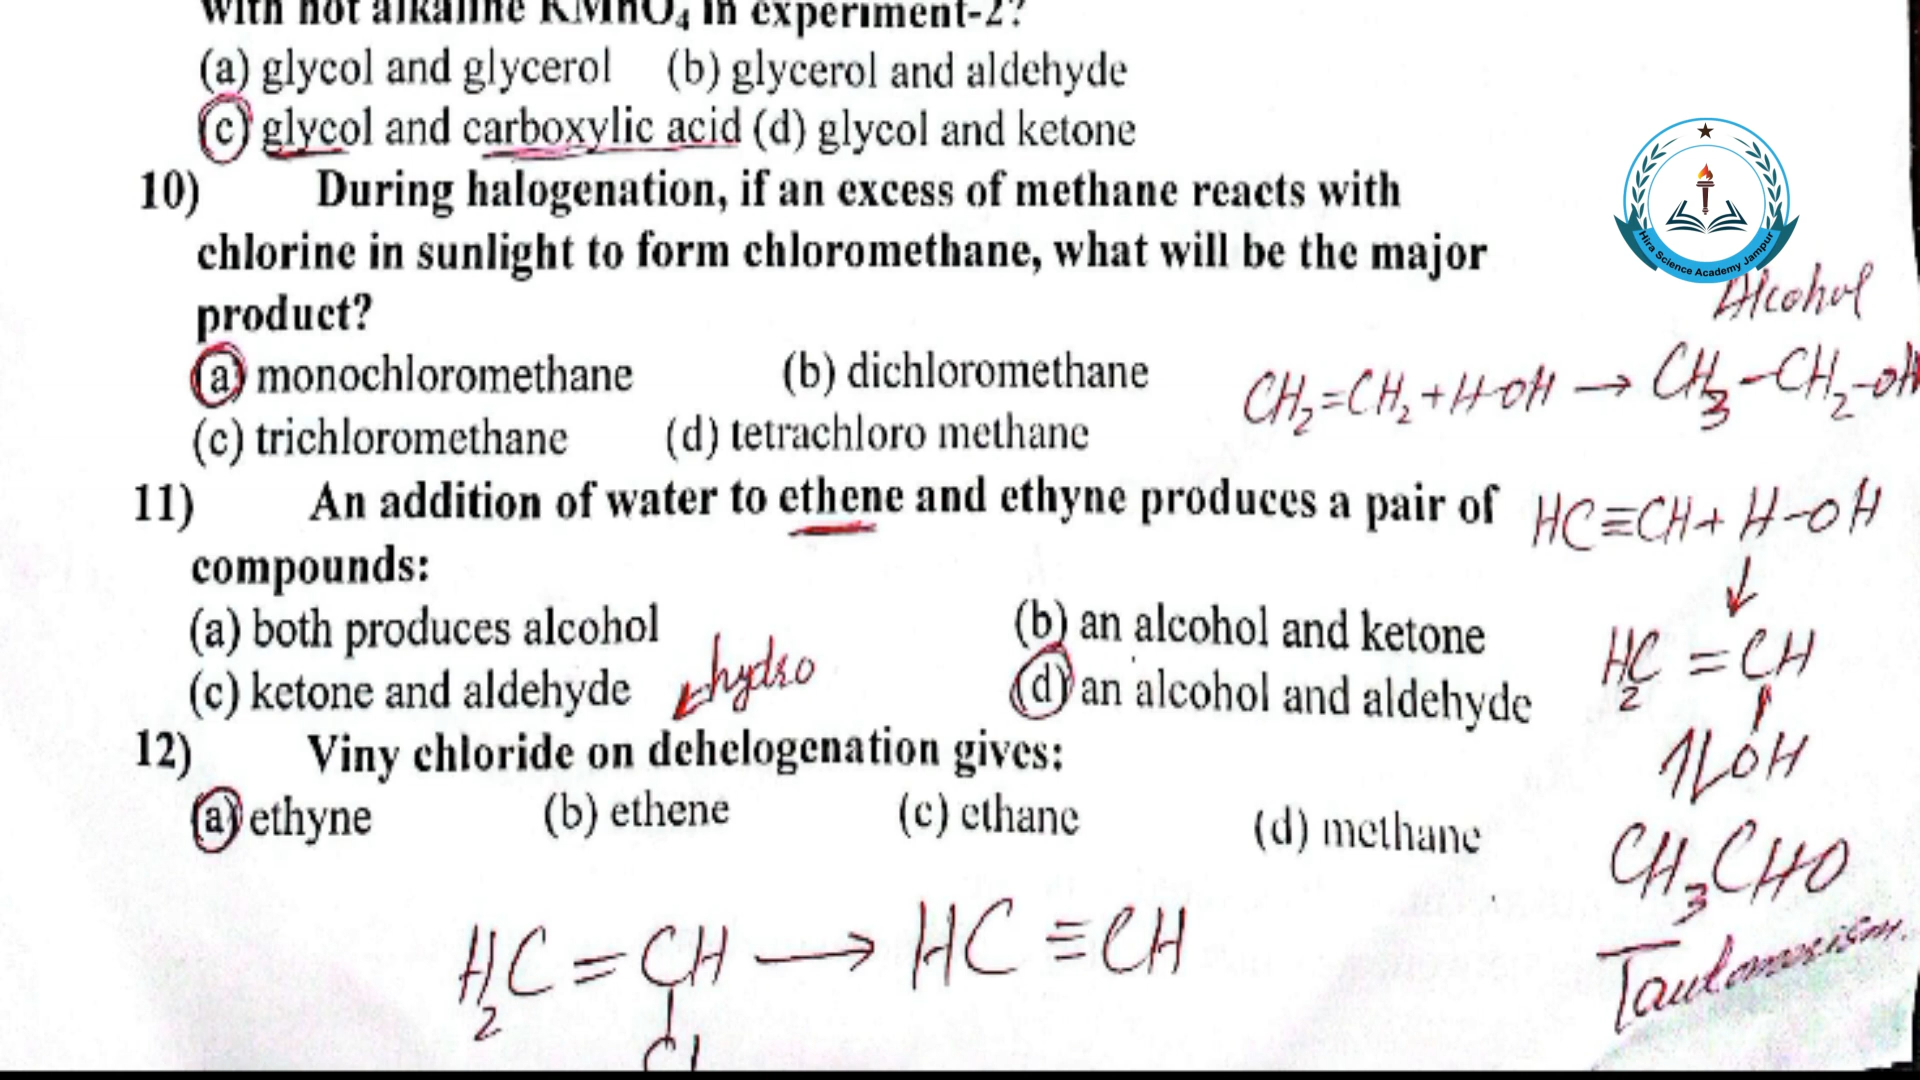 with hot alkaline KMnO₄ in experiment-2?
(a) glycol and glycerol (b) glycerol and aldehyde
(c) glycol and carboxylic acid (d) glycol and ketone
10) During halogenation, if an excess of methane reacts with
chlorine in sunlight to form chloromethane, what will be the major
product?
(a) monochloromethane (b) dichloromethane
(c) trichloromethane (d) tetrachloro methane
11) An addition of water to ethene and ethyne produces a pair of
compounds:
(a) both produces alcohol (b) an alcohol and ketone
(c) ketone and aldehyde (d) an alcohol and aldehyde
hydro
12) Viny chloride on dehelogenation gives:
(a) ethyne (b) ethene (c) ethane (d) methane
H₂C=CH → HC≡CH
Cl
Hira Science Academy Jampur
Alcohol
CH₂=CH₂+H-OH → CH₃-CH₂-OH
HC≡CH+ H-OH
↓
H₂C=CH
OH
CH₃CHO
Tautomerism